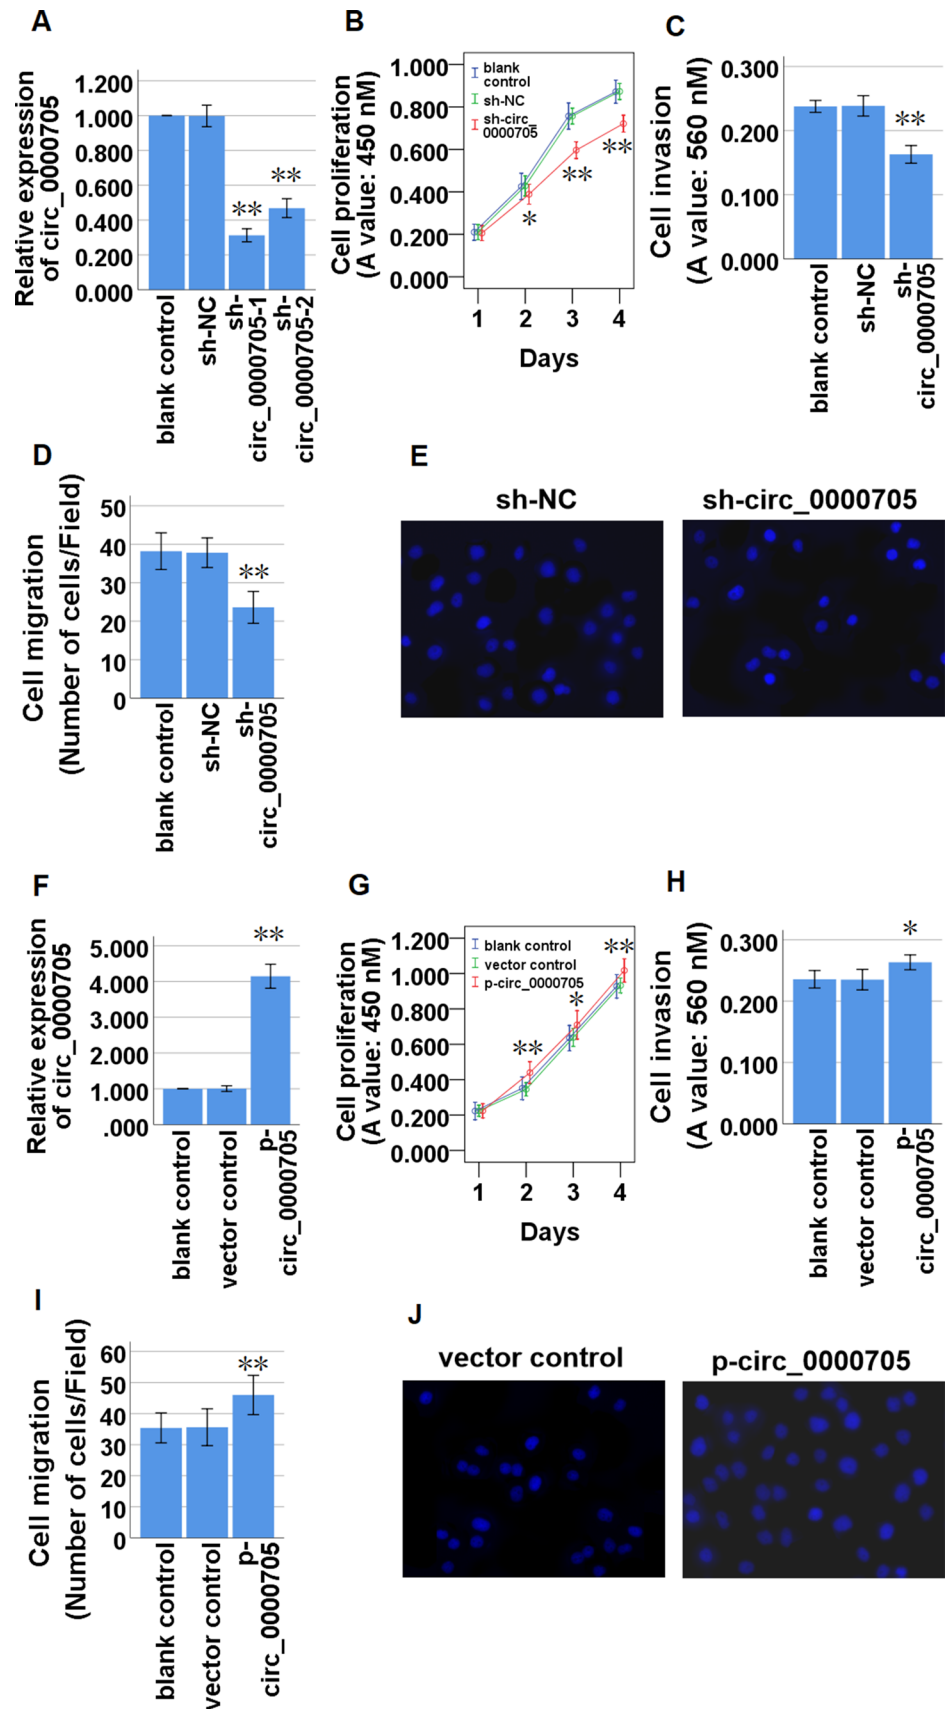 A
Relative expression
of circ_0000705
1.200
1.000
0.800
0.600
0.400
0.200
0.000
**
**
blank control
sh-NC
sh-
circ_0000705-1
sh-
circ_0000705-2
B
Cell proliferation
(A value: 450 nM)
1.000
0.800
0.600
0.400
0.200
0.000
blank
control
sh-NC
sh-circ_
0000705
*
**
**
1 2 3 4
Days
C
Cell invasion
(A value: 560 nM)
0.300
0.200
0.100
0.000
**
blank control
sh-NC
sh-
circ_0000705
D
Cell migration
(Number of cells/Field)
50
40
30
20
10
0
**
blank control
sh-NC
sh-
circ_0000705
E
sh-NC
sh-circ_0000705
F
Relative expression
of circ_0000705
5.000
4.000
3.000
2.000
1.000
.000
**
blank control
vector control
p-
circ_0000705
G
Cell proliferation
(A value: 450 nM)
1.200
1.000
0.800
0.600
0.400
0.200
0.000
blank control
vector control
p-circ_0000705
**
*
**
1 2 3 4
Days
H
Cell invasion
(A value: 560 nM)
0.300
0.200
0.100
0.000
*
blank control
vector control
p-
circ_0000705
I
Cell migration
(Number of cells/Field)
60
50
40
30
20
10
0
**
blank control
vector control
p-
circ_0000705
J
vector control
p-circ_0000705